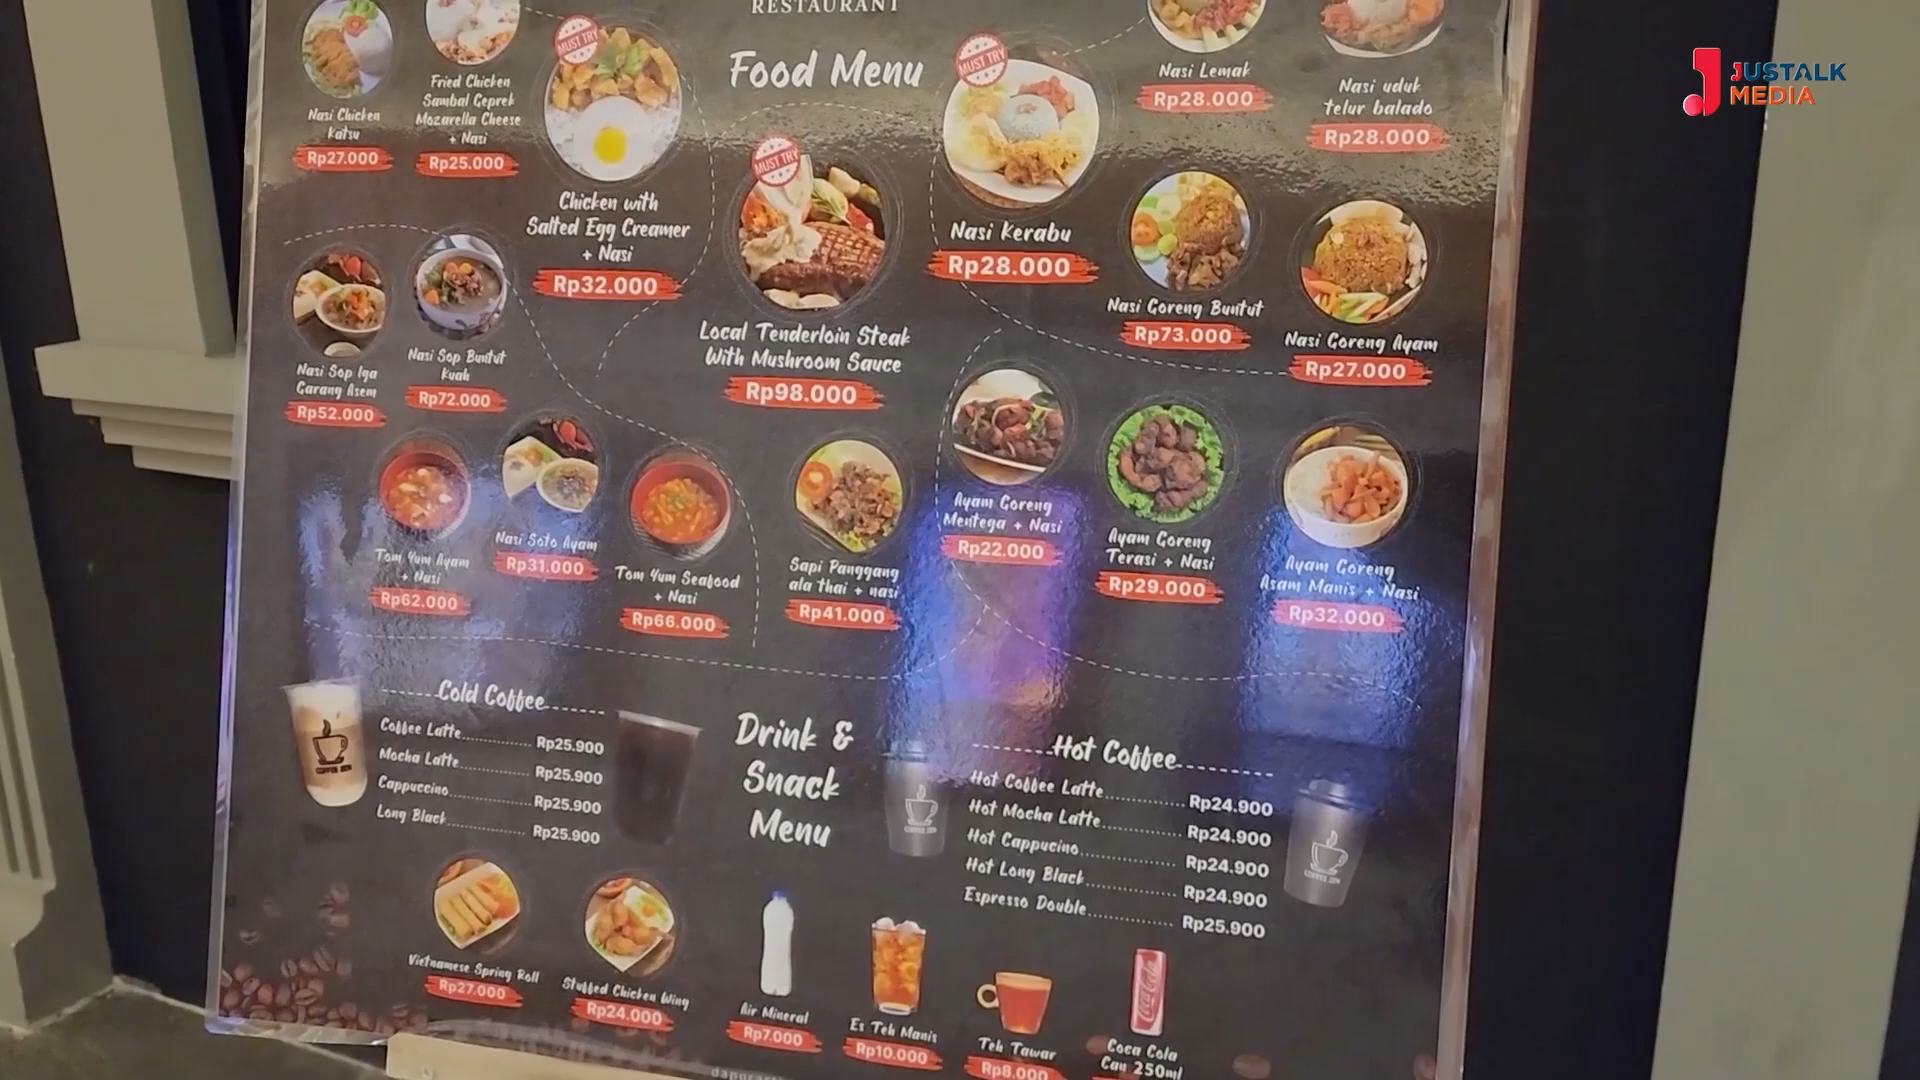 RESTAURANT
Food Menu
JUSTALK
MEDIA
Nasi Chicken
Katsu
Rp27.000
Fried Chicken
Sambal Geprek
Mozarella Cheese
+ Nasi
Rp25.000
MUST TRY
Chicken with
Salted Egg Creamer
+ Nasi
Rp32.000
MUST TRY
Local Tenderloin Steak
With Mushroom Sauce
Rp98.000
MUST TRY
Nasi Kerabu
Rp28.000
Nasi Lemak
Rp28.000
Nasi uduk
telur balado
Rp28.000
Nasi Goreng Buntut
Rp73.000
Nasi Goreng Ayam
Rp27.000
Nasi Sop Iga
Garang Asem
Rp52.000
Nasi Sop Buntut
Kuah
Rp72.000
Tom Yum Ayam
+ Nasi
Rp62.000
Nasi Soto Ayam
Rp31.000
Tom Yum Seafood
+ Nasi
Rp66.000
Sapi Panggang
ala thai + nasi
Rp41.000
Ayam Goreng
Mentega + Nasi
Rp22.000
Ayam Goreng
Terasi + Nasi
Rp29.000
Ayam Goreng
Asam Manis + Nasi
Rp32.000
Cold Coffee
Coffee Latte Rp25.900
Mocha Latte Rp25.900
Cappuccino Rp25.900
Long Black Rp25.900
Drink &
Snack
Menu
Hot Coffee
Hot Coffee Latte Rp24.900
Hot Mocha Latte Rp24.900
Hot Cappucino Rp24.900
Hot Long Black Rp24.900
Espresso Double Rp25.900
Vietnamese Spring Roll
Rp27.000
Stuffed Chicken Wing
Rp24.000
Air Mineral
Rp7.000
Es Teh Manis
Rp10.000
Teh Tawar
Rp8.000
Coca Cola
Coca Cola
Can 250ml